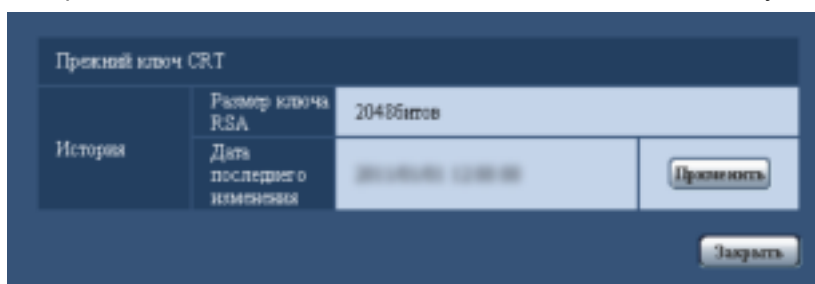 Прежний ключ CRT
История
Размер ключа
RSA
2048битов
Дата
последнего
изменения
Применить
Закрыть